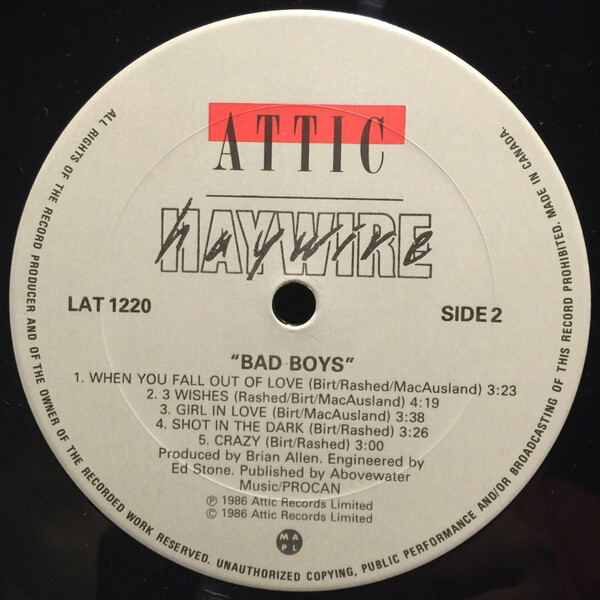 ATTIC
HAYWIRE
haywire
LAT 1220
SIDE 2
"BAD BOYS"
1. WHEN YOU FALL OUT OF LOVE (Birt/Rashed/MacAusland) 3:23
2. 3 WISHES (Rashed/Birt/MacAusland) 4:19
3. GIRL IN LOVE (Birt/MacAusland) 3:38
4. SHOT IN THE DARK (Birt/Rashed) 3:26
5. CRAZY (Birt/Rashed) 3:00
Produced by Brian Allen. Engineered by
Ed Stone. Published by Abovewater
Music/PROCAN
℗ 1986 Attic Records Limited
© 1986 Attic Records Limited
M A
P L
ALL RIGHTS OF THE RECORD PRODUCER AND OF THE OWNER OF THE RECORDED WORK RESERVED. UNAUTHORIZED COPYING, PUBLIC PERFORMANCE AND/OR BROADCASTING OF THIS RECORD PROHIBITED. MADE IN CANADA.